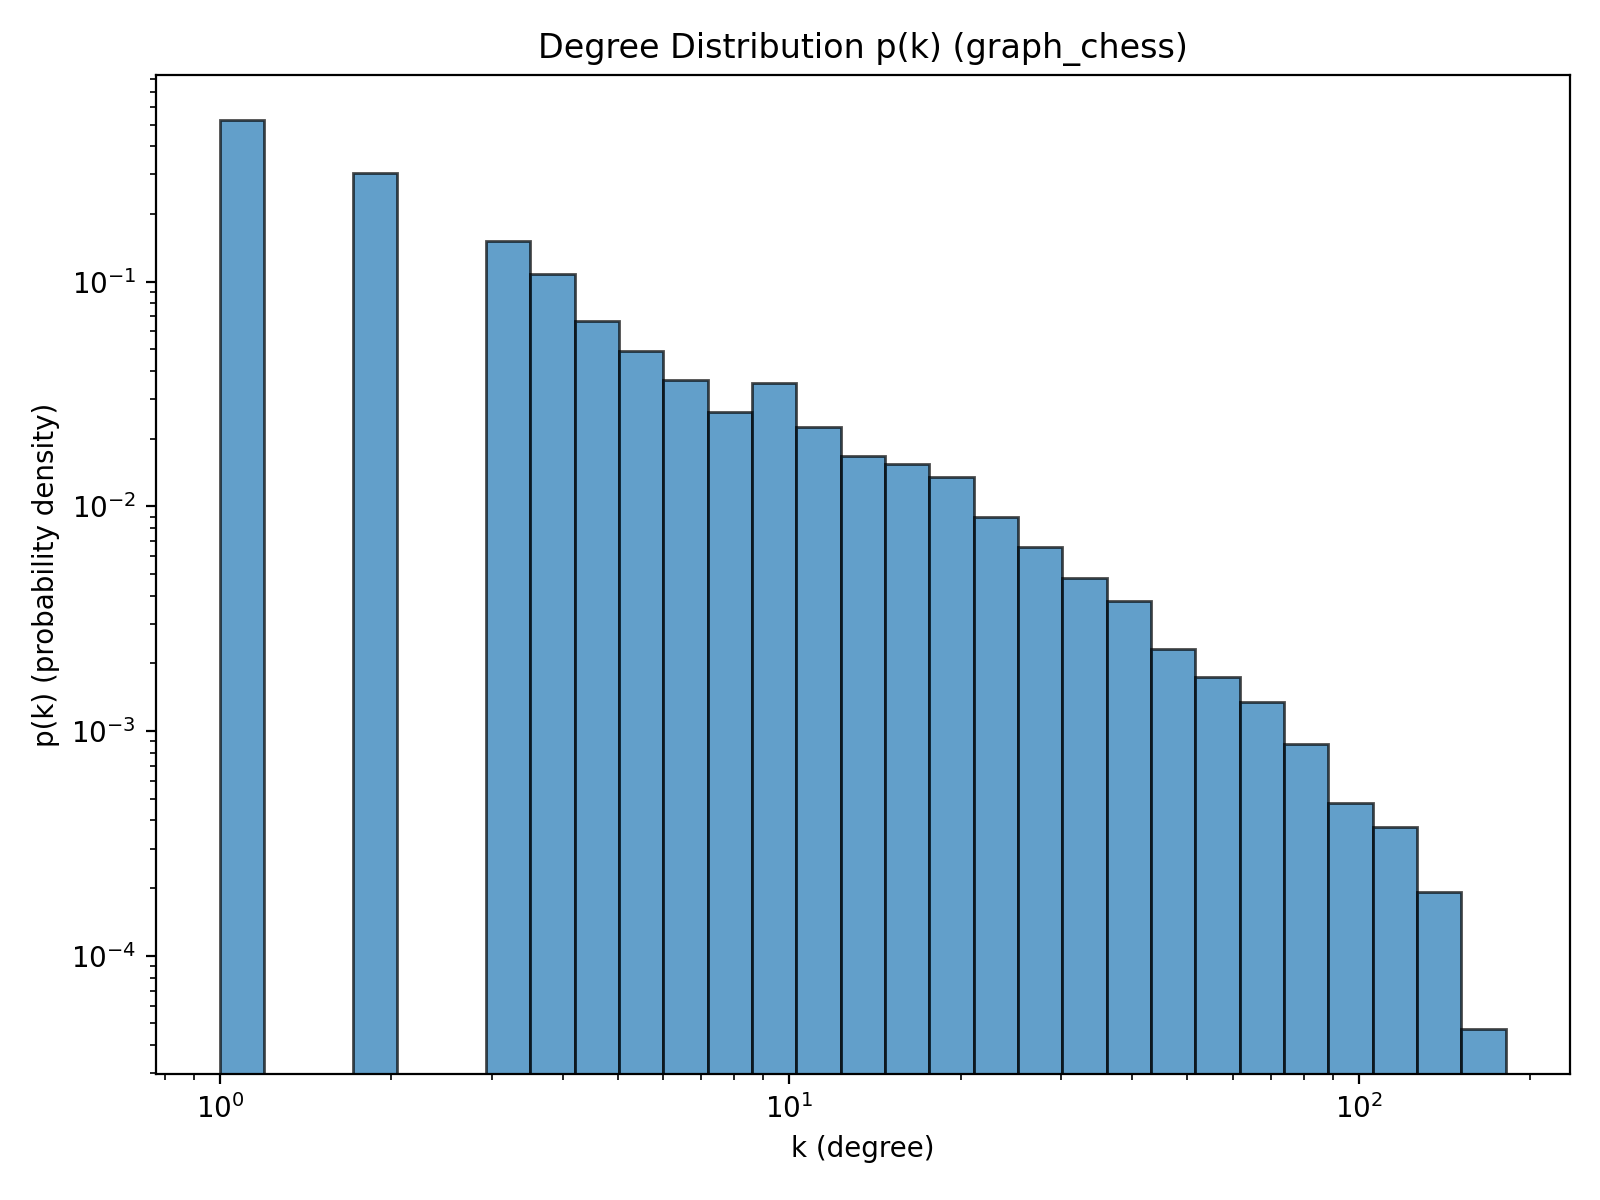 Degree Distribution p(k) (graph_chess)
p(k) (probability density)
10⁻¹
10⁻²
10⁻³
10⁻⁴
10⁰
10¹
10²
k (degree)